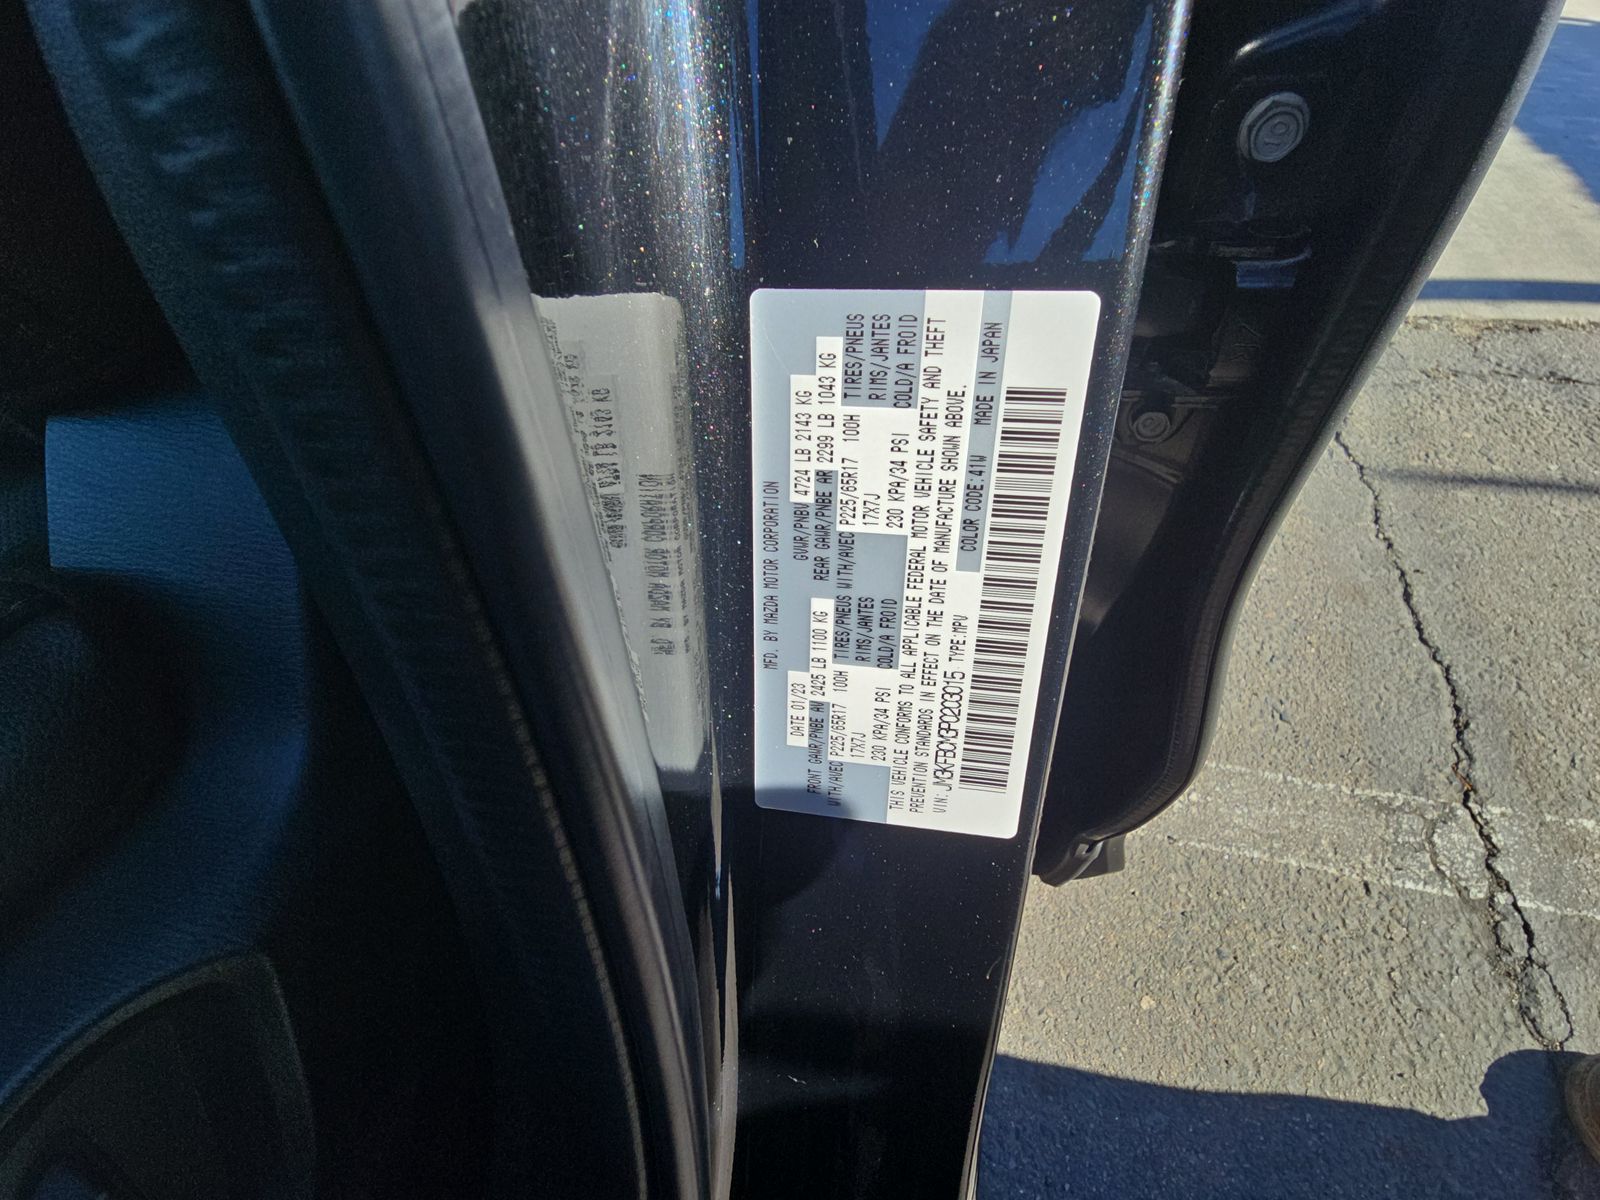 MFD. BY MAZDA MOTOR CORPORATION
DATE 01/23 GVWR/PNBV 4724 LB 2143 KG
FRONT GAWR/PNBE AV 2425 LB 1100 KG REAR GAWR/PNBE AR 2299 LB 1043 KG
WITH/AVEC P225/65R17 100H TIRES/PNEUS WITH/AVEC P225/65R17 100H TIRES/PNEUS
17X7J RIMS/JANTES 17X7J RIMS/JANTES
230 KPA/34 PSI COLD/A FROID 230 KPA/34 PSI COLD/A FROID
THIS VEHICLE CONFORMS TO ALL APPLICABLE FEDERAL MOTOR VEHICLE SAFETY AND THEFT
PREVENTION STANDARDS IN EFFECT ON THE DATE OF MANUFACTURE SHOWN ABOVE.
VIN: JM3KFBCM3P0203015 TYPE:MPV COLOR CODE:41W MADE IN JAPAN